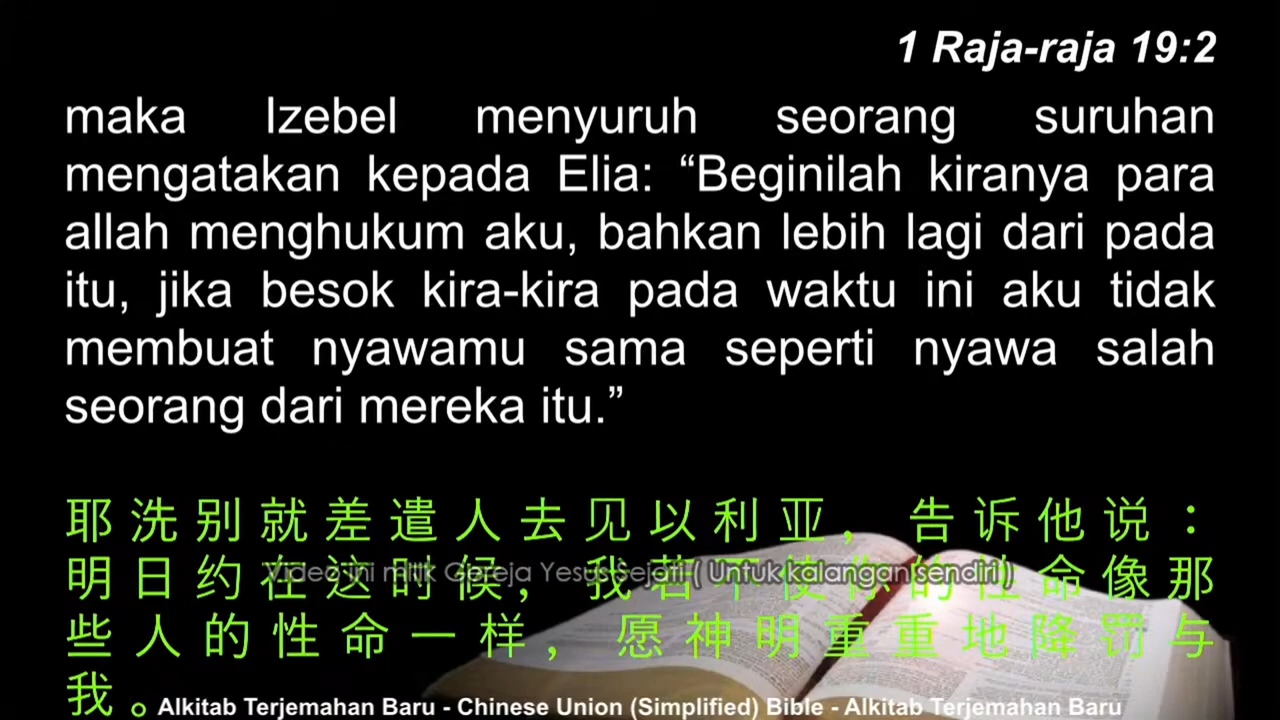 1 Raja-raja 19:2
maka Izebel menyuruh seorang suruhan
mengatakan kepada Elia: “Beginilah kiranya para
allah menghukum aku, bahkan lebih lagi dari pada
itu, jika besok kira-kira pada waktu ini aku tidak
membuat nyawamu sama seperti nyawa salah
seorang dari mereka itu.”
耶洗别就差遣人去见以利亚，告诉他说：
明日约在这时候，我若不使你的性命像那
Video ini milik Gereja Yesus Sejati ( Untuk kalangan sendiri )
些人的性命一样，愿神明重重地降罚与
我。
Alkitab Terjemahan Baru - Chinese Union (Simplified) Bible - Alkitab Terjemahan Baru